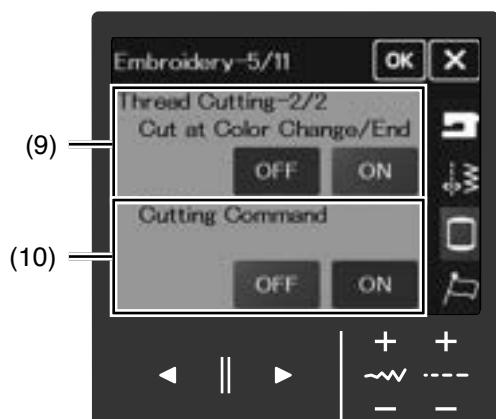 Embroidery-5/11 OK
Thread Cutting-2/2
Cut at Color Change/End
(9)
OFF ON
Cutting Command
(10)
OFF ON